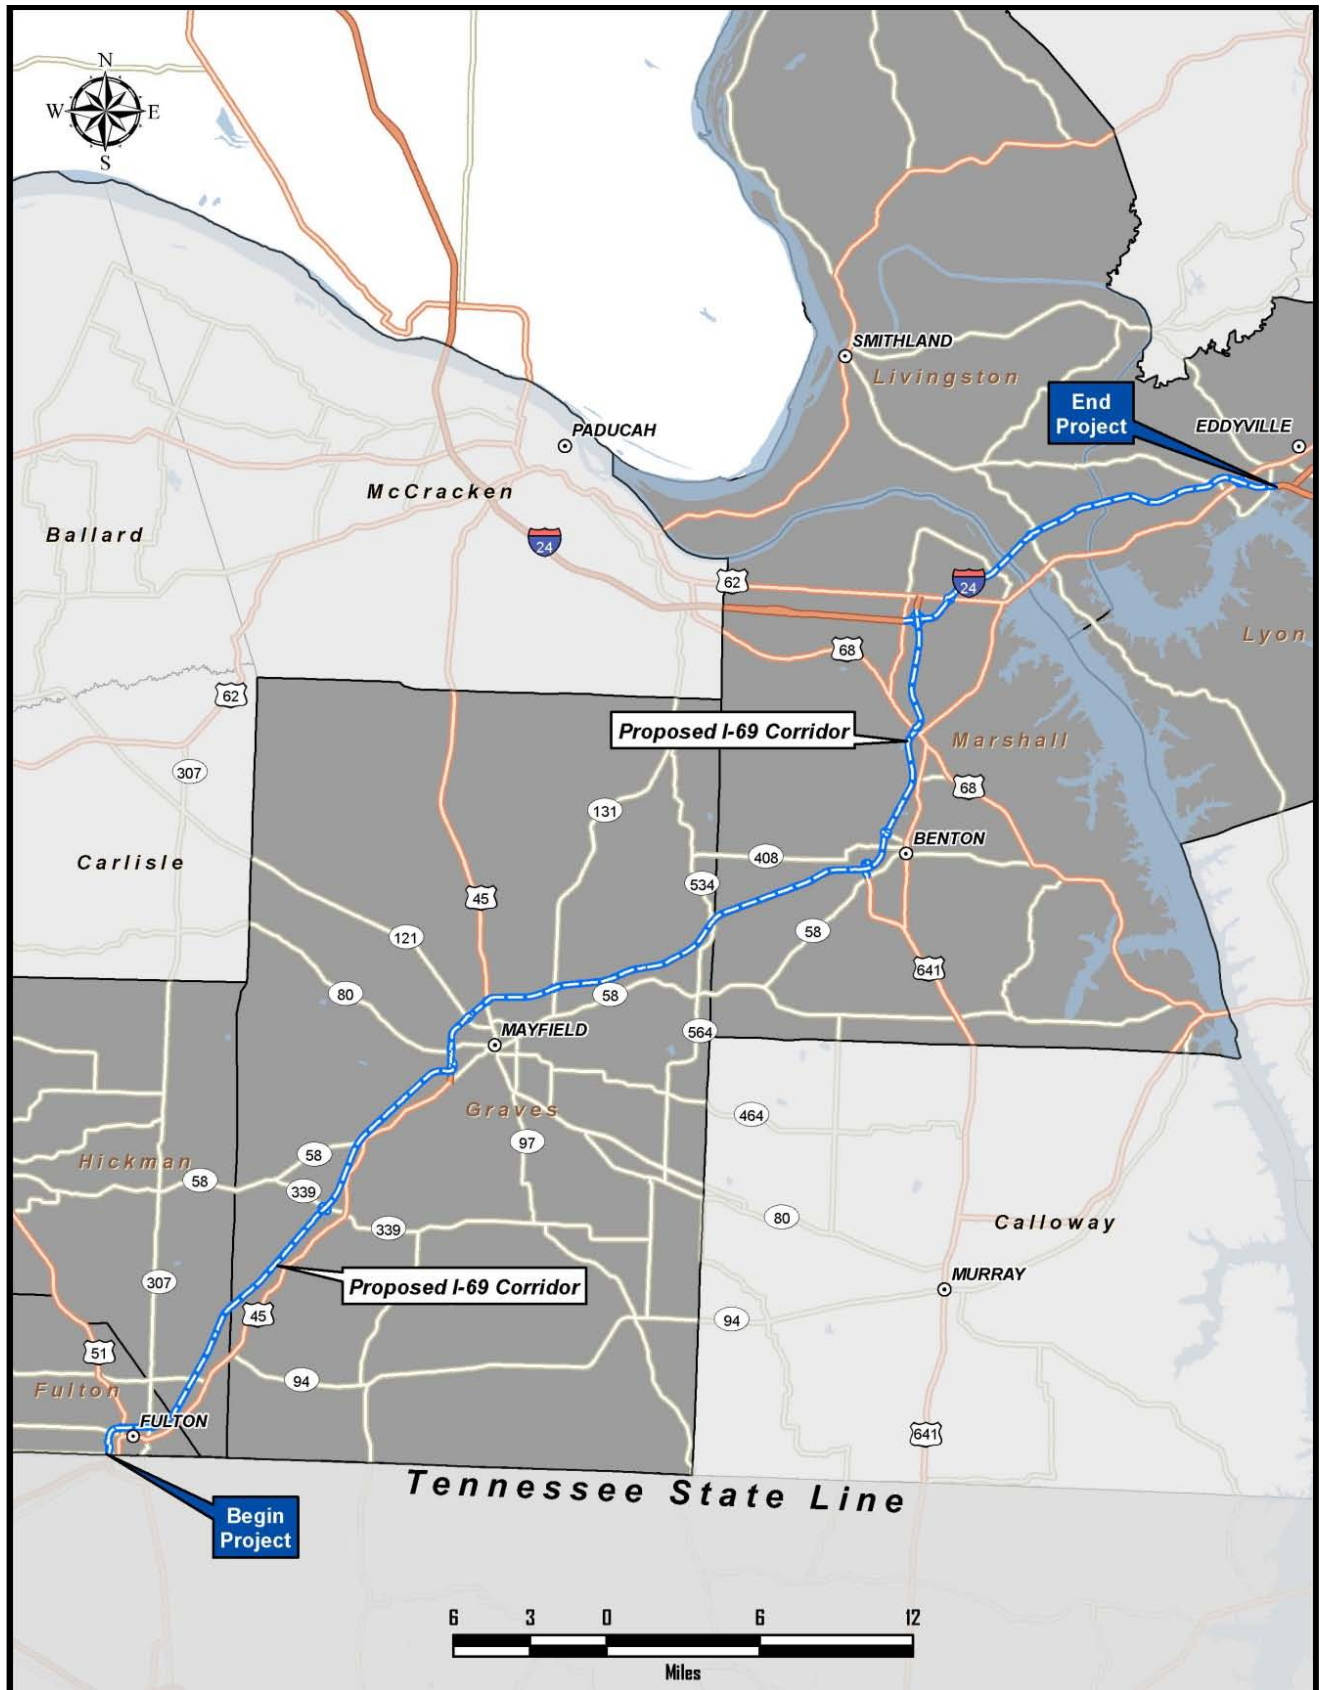 N
W E
S
SMITHLAND
Livingston
End
Project
EDDYVILLE
PADUCAH
McCracken
Ballard
24
62
24
Lyon
68
62
Proposed I-69 Corridor
Marshall
307
68
131
BENTON
Carlisle
408
534
45
58
121
641
80
58
MAYFIELD
564
Graves
464
97
Hickman
58
58
339
80
Calloway
339
MURRAY
307
Proposed I-69 Corridor
45
94
51
94
Fulton
FULTON
641
Tennessee State Line
Begin
Project
6 3 0 6 12
Miles